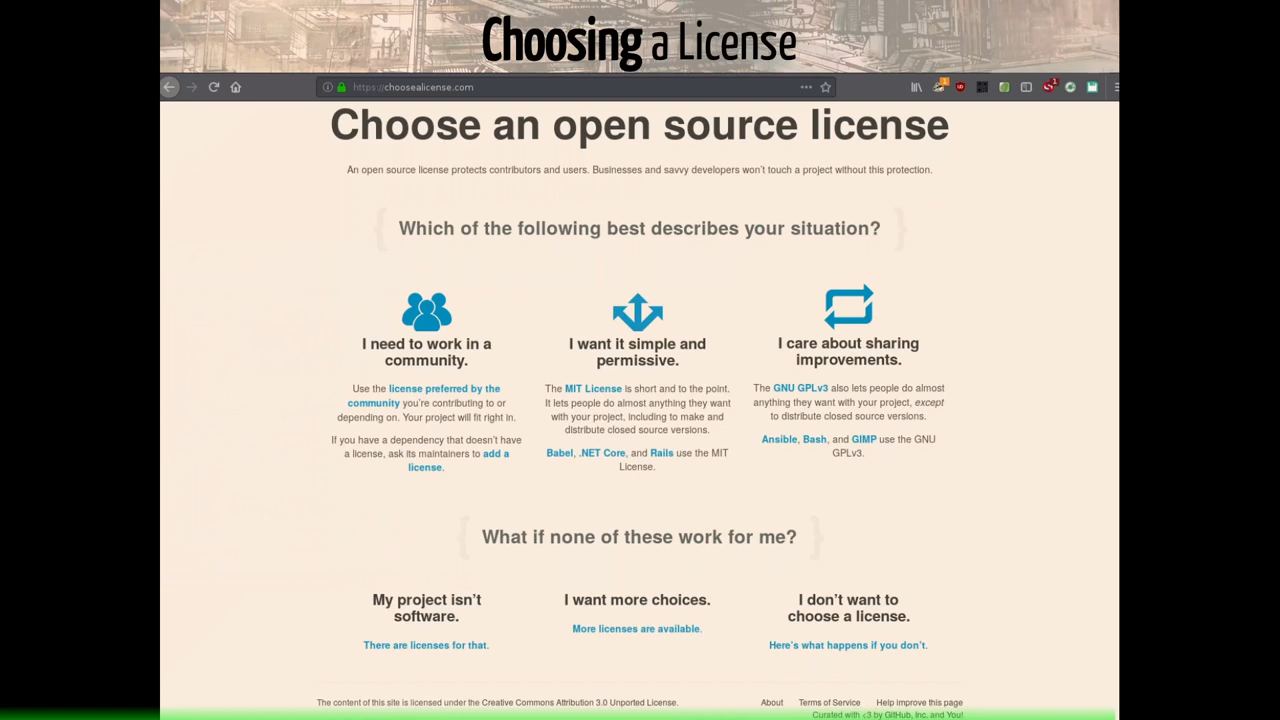 Choosing a License
https://choosealicense.com
Choose an open source license
An open source license protects contributors and users. Businesses and savvy developers won't touch a project without this protection.
{ Which of the following best describes your situation? }
I need to work in a
community.
Use the license preferred by the
community you're contributing to or
depending on. Your project will fit right in.
If you have a dependency that doesn't have
a license, ask its maintainers to add a
license.
I want it simple and
permissive.
The MIT License is short and to the point.
It lets people do almost anything they want
with your project, including to make and
distribute closed source versions.
Babel, .NET Core, and Rails use the MIT
License.
I care about sharing
improvements.
The GNU GPLv3 also lets people do almost
anything they want with your project, except
to distribute closed source versions.
Ansible, Bash, and GIMP use the GNU
GPLv3.
{ What if none of these work for me? }
My project isn't
software.
There are licenses for that.
I want more choices.
More licenses are available.
I don't want to
choose a license.
Here's what happens if you don't.
The content of this site is licensed under the Creative Commons Attribution 3.0 Unported License.
About Terms of Service Help improve this page
Curated with <3 by GitHub, Inc. and You!